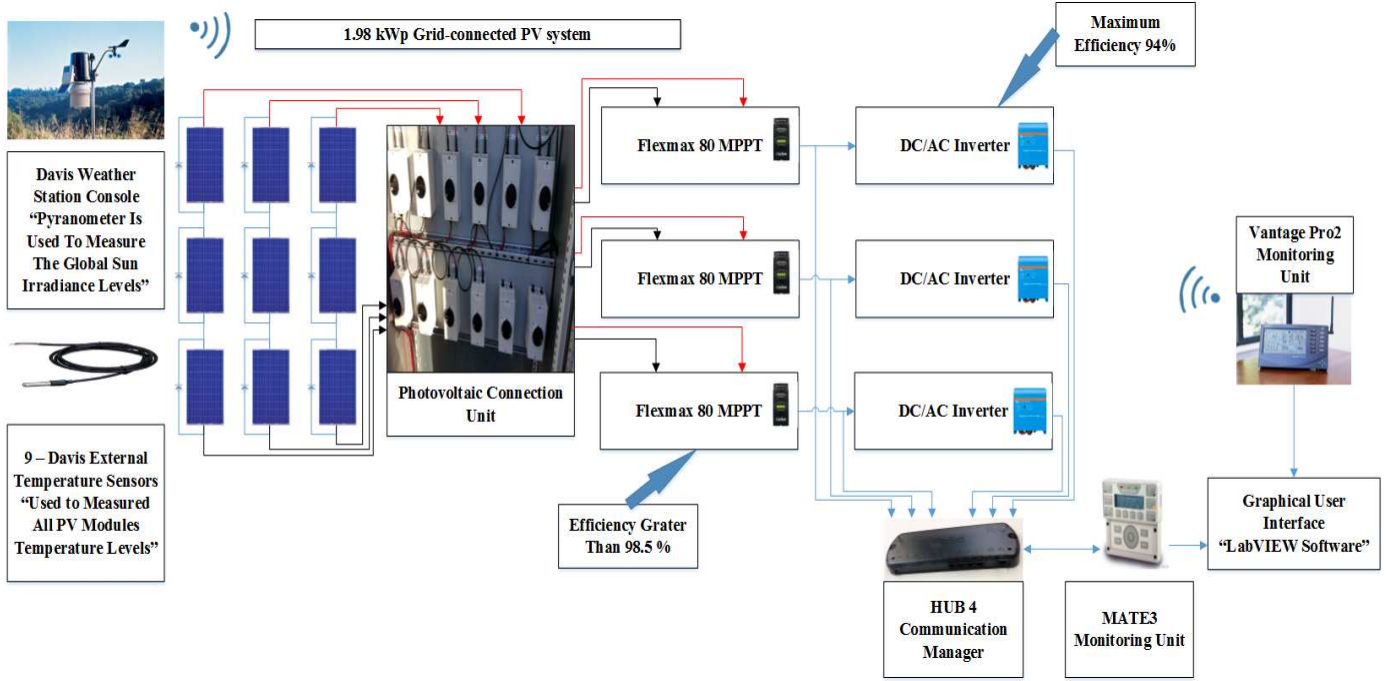 1.98 kWp Grid-connected PV system
Maximum
Efficiency 94%
Davis Weather
Station Console
“Pyranometer Is
Used To Measure
The Global Sun
Irradiance Levels”
9 – Davis External
Temperature Sensors
“Used to Measured
All PV Modules
Temperature Levels”
Photovoltaic Connection
Unit
Flexmax 80 MPPT
DC/AC Inverter
Flexmax 80 MPPT
DC/AC Inverter
Flexmax 80 MPPT
DC/AC Inverter
Efficiency Grater
Than 98.5 %
Vantage Pro2
Monitoring
Unit
Graphical User
Interface
“LabVIEW Software”
HUB 4
Communication
Manager
MATE3
Monitoring Unit